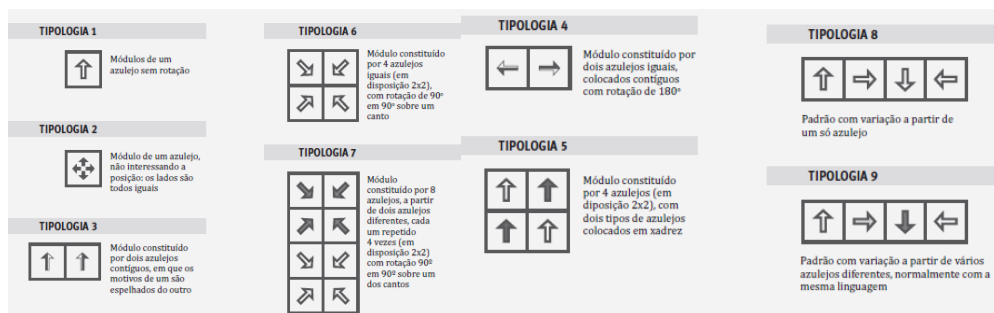 TIPOLOGIA 1
Módulos de um
azulejo sem rotação
TIPOLOGIA 2
Módulo de um azulejo,
não interessando a
posição: os lados são
todos iguais
TIPOLOGIA 3
Módulo constituído
por dois azulejos
contíguos, em que os
motivos de um são
espelhados do outro
TIPOLOGIA 6
Módulo constituído
por 4 azulejos
iguais (em
disposição 2x2),
com rotação de 90º
em 90º sobre um
canto
TIPOLOGIA 7
Módulo
constituído por 8
azulejos, a partir
de dois azulejos
diferentes, cada
um repetido
4 vezes (em
disposição 2x2)
com rotação 90º
em 90º sobre um
dos cantos
TIPOLOGIA 4
Módulo constituído por
dois azulejos iguais,
colocados contíguos
com rotação de 180º
TIPOLOGIA 5
Módulo constituído
por 4 azulejos (em
diposição 2x2), com
dois tipos de azulejos
colocados em xadrez
TIPOLOGIA 8
Padrão com variação a partir de
um só azulejo
TIPOLOGIA 9
Padrão com variação a partir de vários
azulejos diferentes, normalmente com a
mesma linguagem